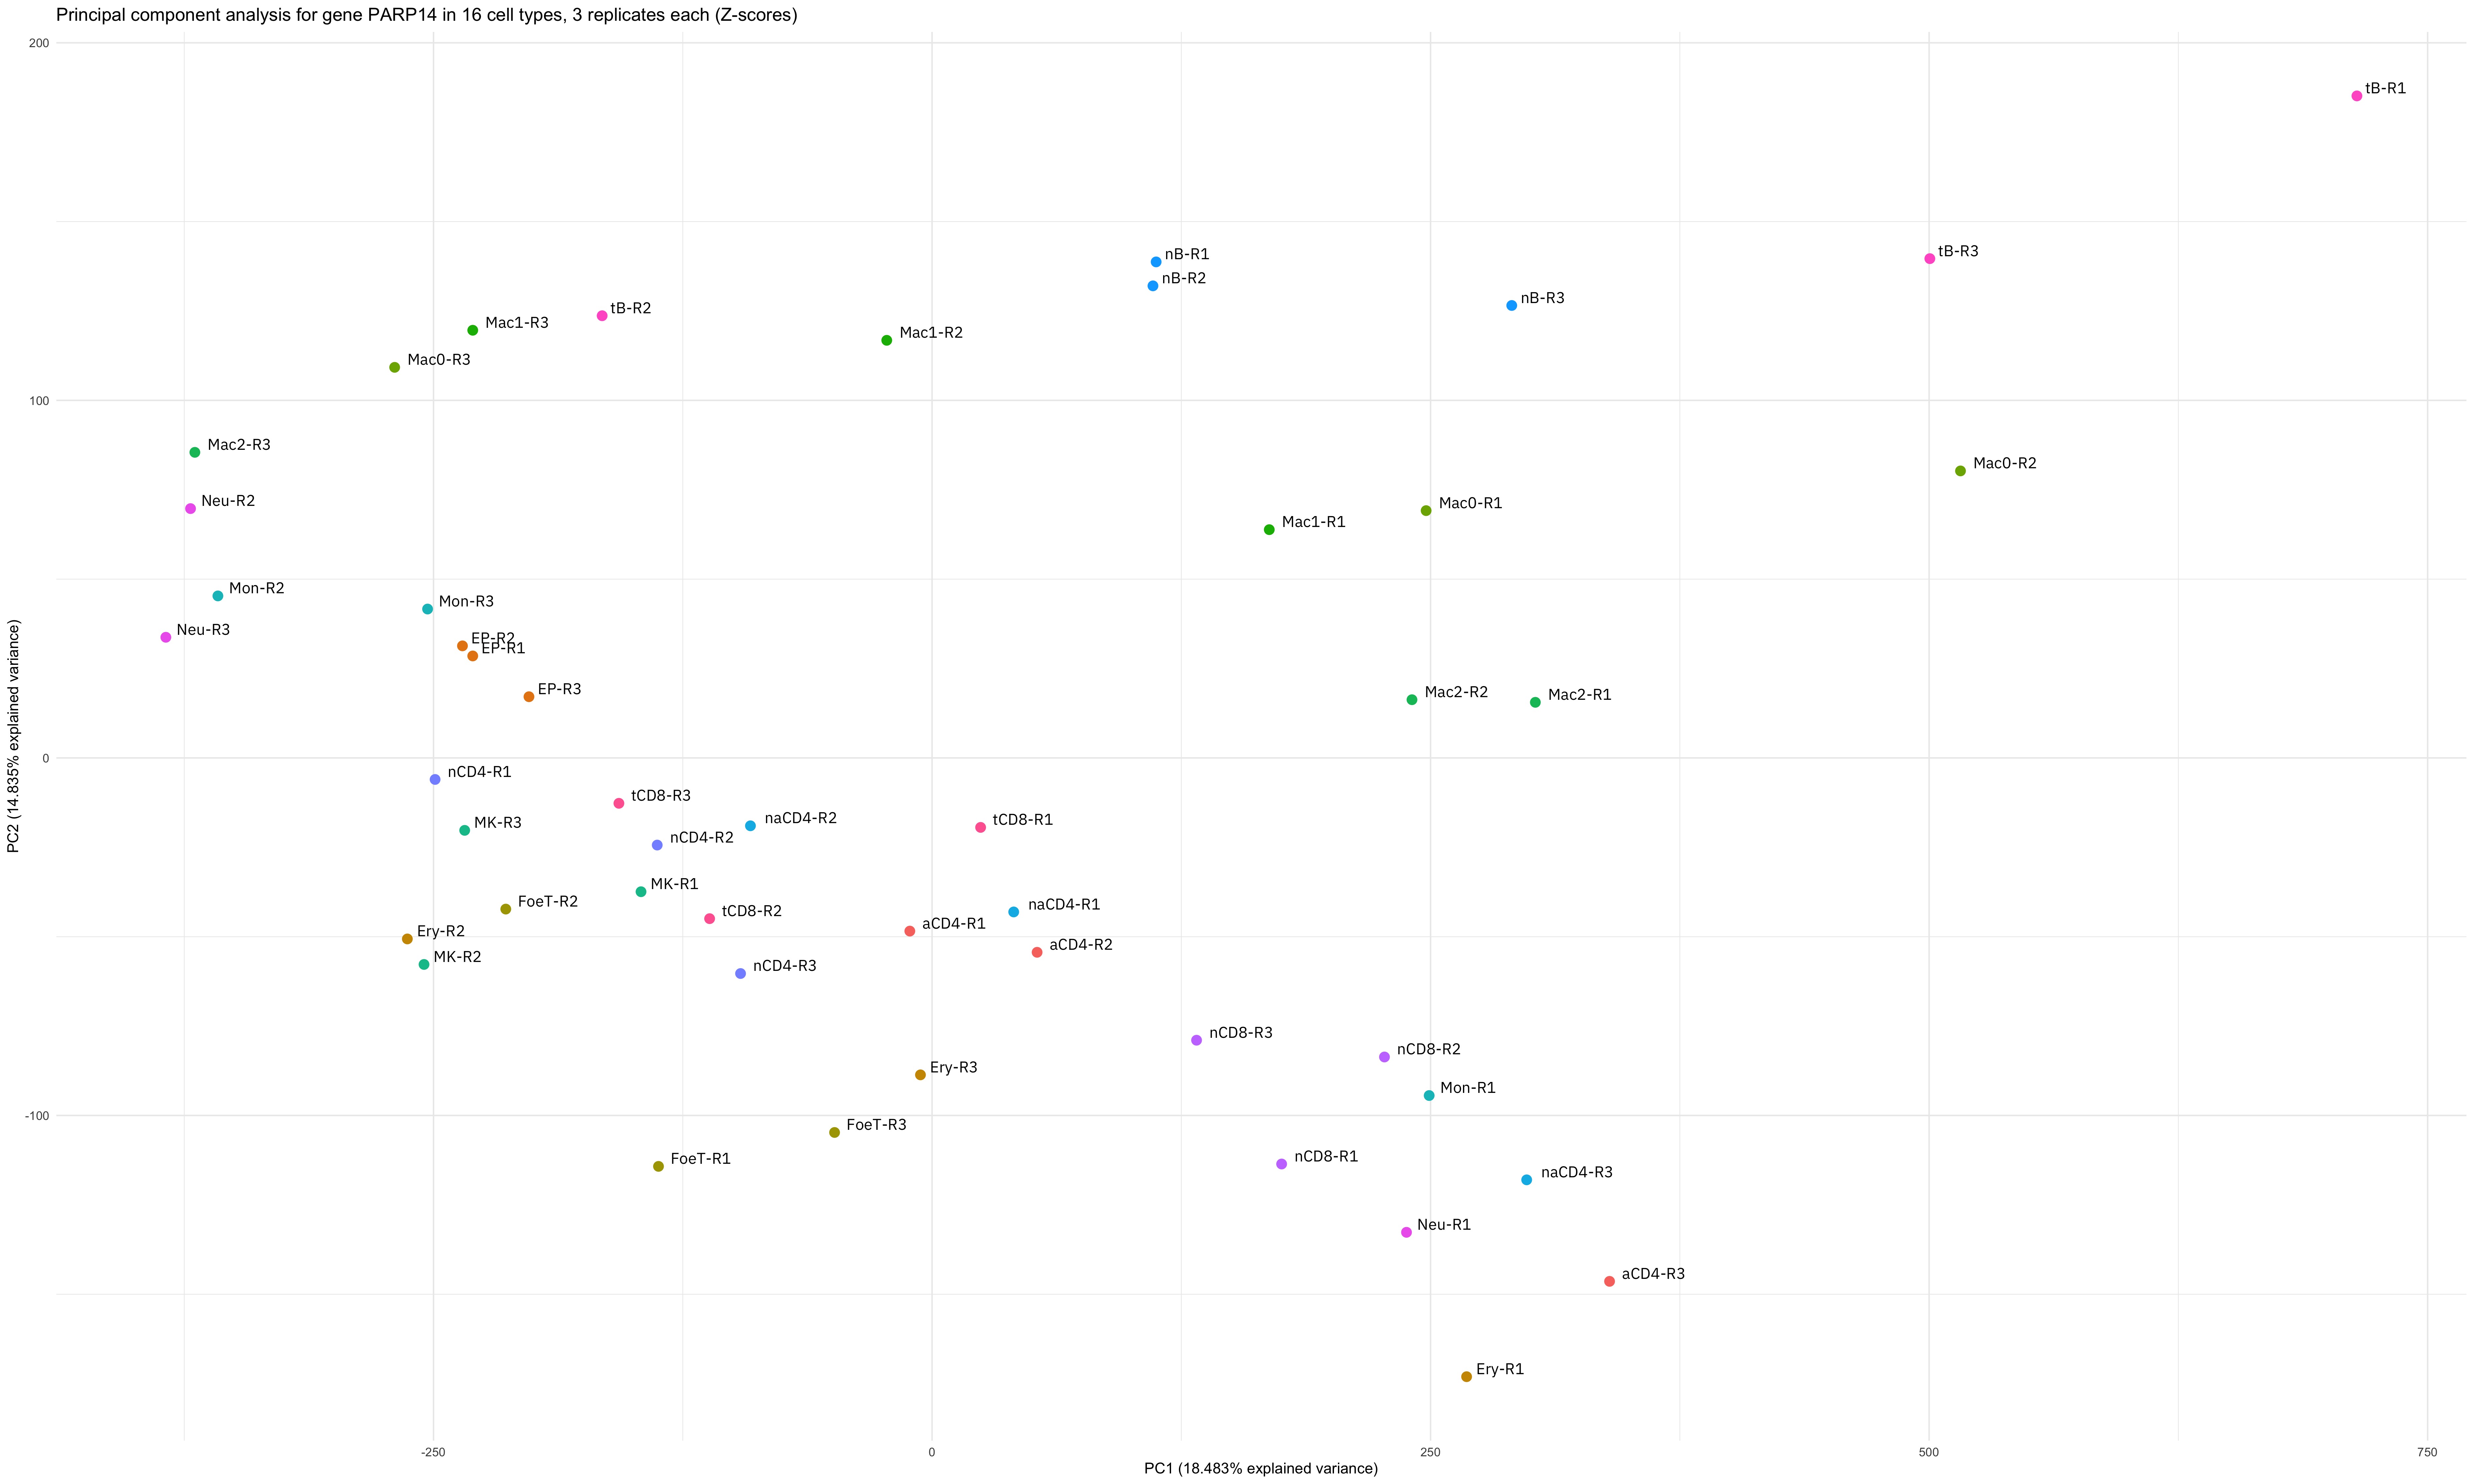 Principal component analysis for gene PARP14 in 16 cell types, 3 replicates each (Z-scores)
200
tB-R1
nB-R1
tB-R3
nB-R2
nB-R3
tB-R2
Mac1-R3
Mac1-R2
Mac0-R3
100
Mac2-R3
Mac0-R2
Neu-R2
Mac0-R1
Mac1-R1
Mon-R2
Mon-R3
Neu-R3
EP-R2
EP-R1
EP-R3
Mac2-R2
Mac2-R1
0
nCD4-R1
tCD8-R3
MK-R3
naCD4-R2
tCD8-R1
nCD4-R2
MK-R1
FoeT-R2
tCD8-R2
naCD4-R1
aCD4-R1
Ery-R2
aCD4-R2
MK-R2
nCD4-R3
nCD8-R3
nCD8-R2
Ery-R3
Mon-R1
-100
FoeT-R3
FoeT-R1
nCD8-R1
naCD4-R3
Neu-R1
aCD4-R3
Ery-R1
PC2 (14.835% explained variance)
-250
0
250
500
750
PC1 (18.483% explained variance)